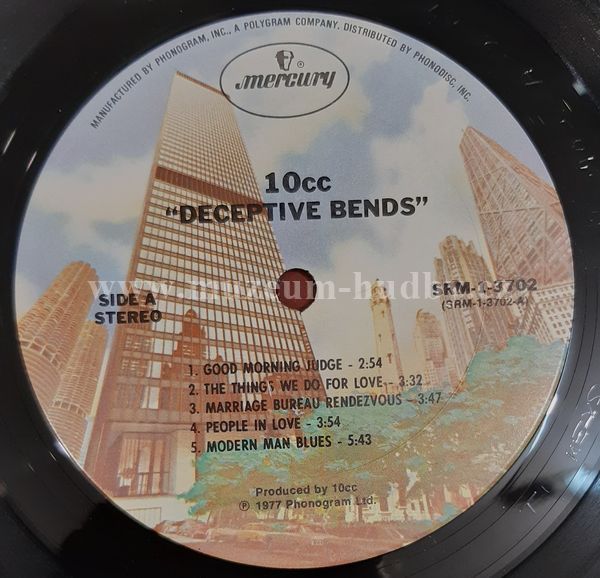 MANUFACTURED BY PHONOGRAM, INC., A POLYGRAM COMPANY. DISTRIBUTED BY PHONODISC, INC.
®
mercury
10cc
"DECEPTIVE BENDS"
SIDE A
STEREO
SRM-1-3702
(SRM-1-3702-A)
1. GOOD MORNING JUDGE - 2:54
2. THE THINGS WE DO FOR LOVE - 3:32
3. MARRIAGE BUREAU RENDEZVOUS - 3:47
4. PEOPLE IN LOVE - 3:54
5. MODERN MAN BLUES - 5:43
Produced by 10cc
℗ 1977 Phonogram Ltd.